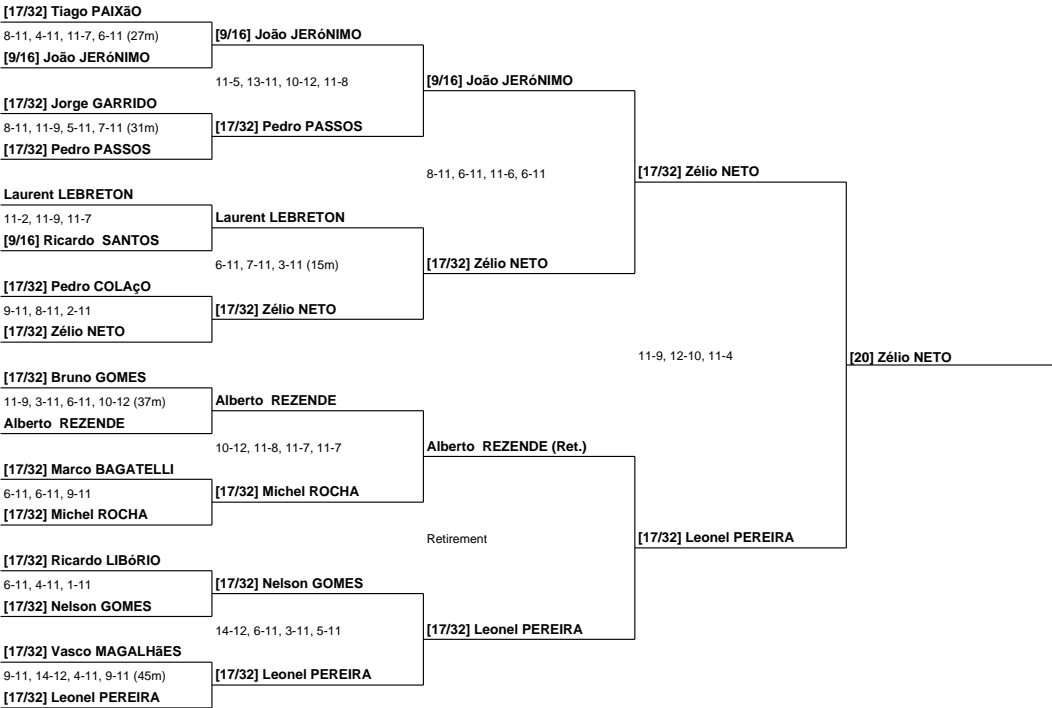 [17/32] Tiago PAIXãO
8-11, 4-11, 11-7, 6-11 (27m)
[9/16] João JERóNIMO
[9/16] João JERóNIMO
11-5, 13-11, 10-12, 11-8
[9/16] João JERóNIMO
[17/32] Jorge GARRIDO
8-11, 11-9, 5-11, 7-11 (31m)
[17/32] Pedro PASSOS
[17/32] Pedro PASSOS
8-11, 6-11, 11-6, 6-11
[17/32] Zélio NETO
Laurent LEBRETON
11-2, 11-9, 11-7
[9/16] Ricardo  SANTOS
Laurent LEBRETON
6-11, 7-11, 3-11 (15m)
[17/32] Zélio NETO
[17/32] Pedro COLAçO
9-11, 8-11, 2-11
[17/32] Zélio NETO
[17/32] Zélio NETO
11-9, 12-10, 11-4
[20] Zélio NETO
[17/32] Bruno GOMES
11-9, 3-11, 6-11, 10-12 (37m)
Alberto  REZENDE
Alberto  REZENDE
10-12, 11-8, 11-7, 11-7
Alberto  REZENDE (Ret.)
[17/32] Marco BAGATELLI
6-11, 6-11, 9-11
[17/32] Michel ROCHA
[17/32] Michel ROCHA
Retirement
[17/32] Leonel PEREIRA
[17/32] Ricardo LIBóRIO
6-11, 4-11, 1-11
[17/32] Nelson GOMES
[17/32] Nelson GOMES
14-12, 6-11, 3-11, 5-11
[17/32] Leonel PEREIRA
[17/32] Vasco MAGALHãES
9-11, 14-12, 4-11, 9-11 (45m)
[17/32] Leonel PEREIRA
[17/32] Leonel PEREIRA